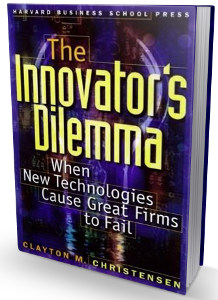 HARVARD BUSINESS SCHOOL PRESS
The
Innovator's
Dilemma
When
New Technologies
Cause Great Firms
to Fail
CLAYTON M. CHRISTENSEN